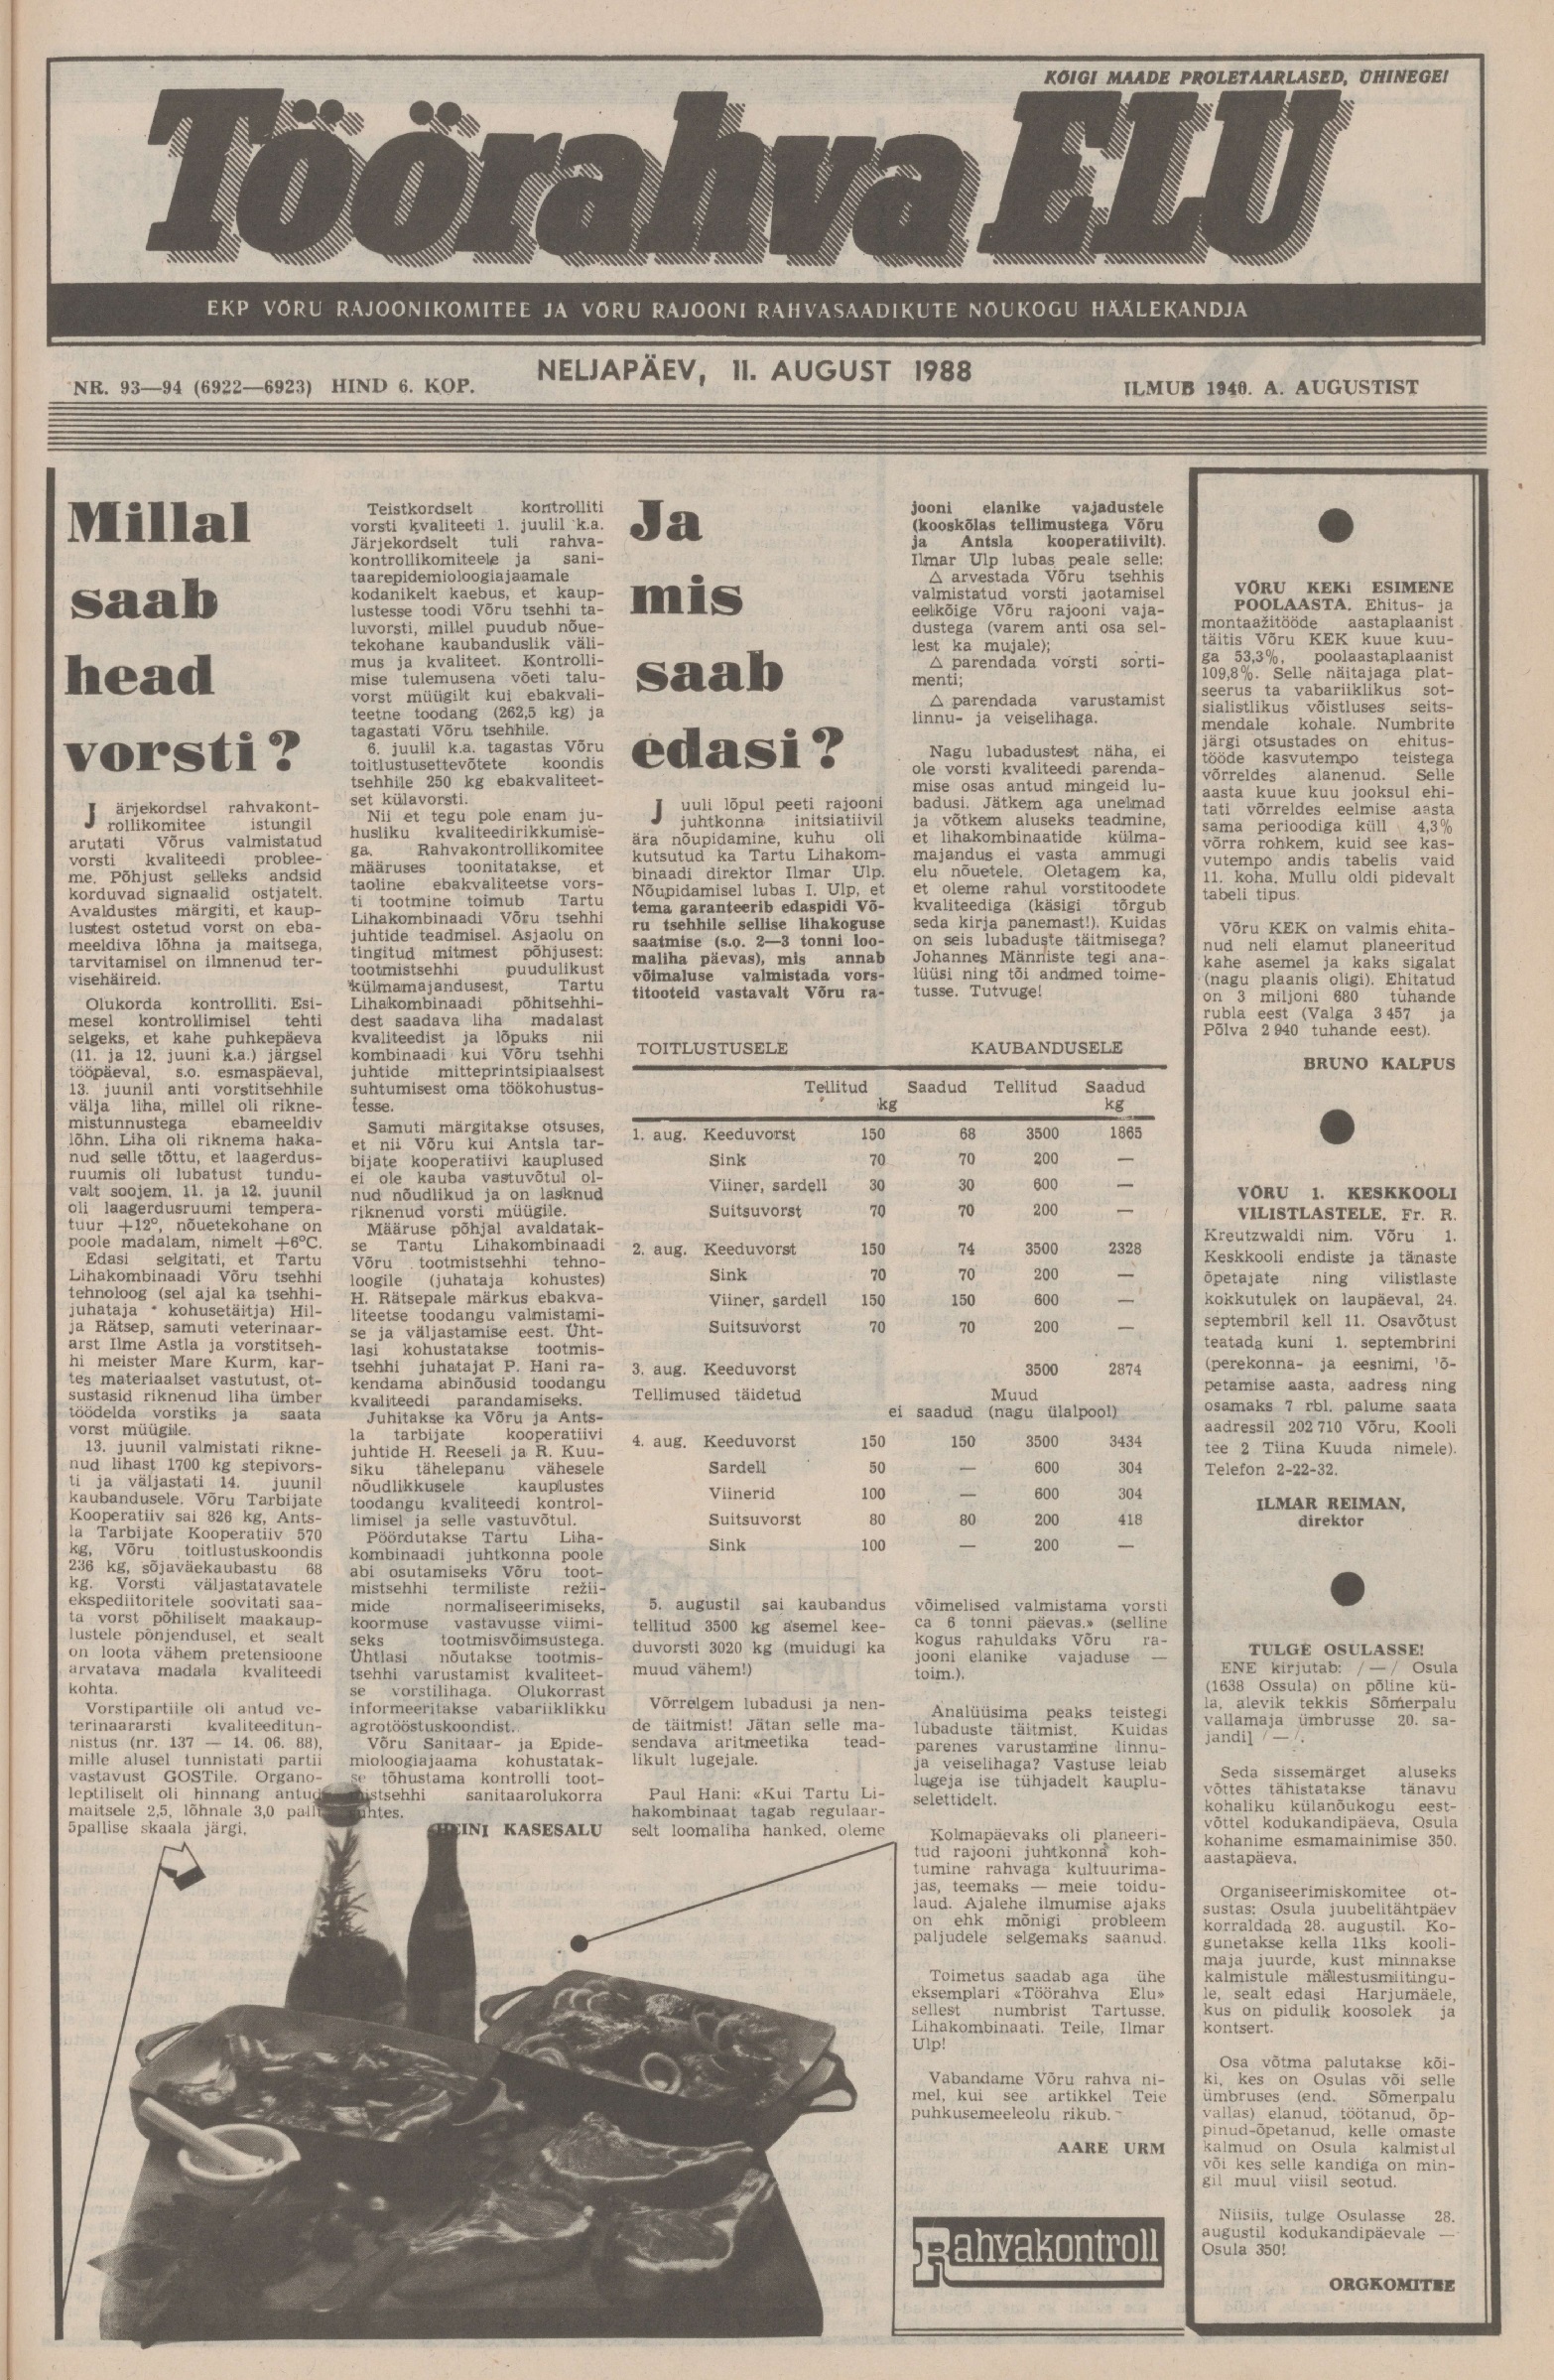 KÕIGI MAADE PROLETAARLASED, ÜHINEGE!
Töörahva ELU
EKP VÕRU RAJOONIKOMITEE JA VÕRU RAJOONI RAHVASAADIKUTE NÕUKOGU HÄÄLEKANDJA
NR. 93—94 (6922—6923) HIND 6. KOP.
NELJAPÄEV, 11. AUGUST 1988
ILMUB 1940. A. AUGUSTIST
Millal
saab
head
vorsti?
Järjekordsel rahvakont-
rollikomitee istungil
arutati Võrus valmistatud
vorsti kvaliteedi problee-
me. Põhjust selleks andsid
korduvad signaalid ostjatelt.
Avaldustes märgiti, et kaup-
lustest ostetud vorst on eba-
meeldiva lõhna ja maitsega,
tarvitamisel on ilmnenud ter-
visehäireid.
Olukorda kontrolliti. Esi-
mesel kontrollimisel tehti
selgeks, et kahe puhkepäeva
(11. ja 12. juuni k.a.) järgsel
tööpäeval, s.o. esmaspäeval,
13. juunil anti vorstitsehhile
välja liha, millel oli rikne-
mistunnustega ebameeldiv
lõhn. Liha oli riknema haka-
nud selle tõttu, et laagerdus-
ruumis oli lubatust tundu-
valt soojem. 11. ja 12. juunil
oli laagerdusruumi tempera-
tuur +12°, nõuetekohane on
poole madalam, nimelt +6°C.
Edasi selgitati, et Tartu
Lihakombinaadi Võru tsehhi
tehnoloog (sel ajal ka tsehhi-
juhataja kohusetäitja) Hil-
ja Rätsep, samuti veterinaar-
arst Ilme Astla ja vorstitseh-
hi meister Mare Kurm, kar-
tes materiaalset vastutust, ot-
sustasid riknenud liha ümber
töödelda vorstiks ja saata
vorst müügile.
13. juunil valmistati rikne-
nud lihast 1700 kg stepivors-
ti ja väljastati 14. juunil
kaubandusele. Võru Tarbijate
Kooperatiiv sai 826 kg, Ants-
la Tarbijate Kooperatiiv 570
kg, Võru toitlustuskoondis
236 kg, sõjaväekaubastu 68
kg. Vorsti väljastatavatele
ekspediitoritele soovitati saa-
ta vorst põhiliselt maakaup-
lustele põhjendusel, et sealt
on loota vähem pretensioone
arvatava madala kvaliteedi
kohta.
Vorstipartiile oli antud ve-
terinaararsti kvaliteeditun-
nistus (nr. 137 — 14. 06. 88),
mille alusel tunnistati partii
vastavust GOSTile. Organo-
leptiliselt oli hinnang antud
maitsele 2,5, lõhnale 3,0 palli
5pallise skaala järgi.
Teistkordselt kontrolliti
vorsti kvaliteeti 1. juulil k.a.
Järjekordselt tuli rahva-
kontrollikomiteele ja sani-
taarepidemioloogiajaamale
kodanikelt kaebus, et kaup-
lustesse toodi Võru tsehhi ta-
luvorsti, millel puudub nõue-
tekohane kaubanduslik väli-
mus ja kvaliteet. Kontrolli-
mise tulemusena võeti talu-
vorst müügilt kui ebakvali-
teetne toodang (262,5 kg) ja
tagastati Võru tsehhile.
6. juulil k.a. tagastas Võru
toitlustusettevõtete koondis
tsehhile 250 kg ebakvaliteet-
set külavorsti.
Nii et tegu pole enam ju-
husliku kvaliteedirikkumise-
ga. Rahvakontrollikomitee
määruses toonitatakse, et
taoline ebakvaliteetse vors-
ti tootmine toimub Tartu
Lihakombinaadi Võru tsehhi
juhtide teadmisel. Asjaolu on
tingitud mitmest põhjusest:
tootmistsehhi puudulikust
külmamajandusest, Tartu
Lihakombinaadi põhitsehhi-
dest saadava liha madalast
kvaliteedist ja lõpuks nii
kombinaadi kui Võru tsehhi
juhtide mitteprintsipiaalsest
suhtumisest oma töökohustus-
tesse.
Samuti märgitakse otsuses,
et nii Võru kui Antsla tar-
bijate kooperatiivi kauplused
ei ole kauba vastuvõtul ol-
nud nõudlikud ja on lasknud
riknenud vorsti müügile.
Määruse põhjal avaldatak-
se Tartu Lihakombinaadi
Võru tootmistsehhi tehno-
loogile (juhataja kohustes)
H. Rätsepale märkus ebakva-
liteetse toodangu valmistami-
se ja väljastamise eest. Üht-
lasi kohustatakse tootmis-
tsehhi juhatajat P. Hani ra-
kendama abinõusid toodangu
kvaliteedi parandamiseks.
Juhitakse ka Võru ja Ants-
la tarbijate kooperatiivi
juhtide H. Reeseli ja R. Kuu-
siku tähelepanu vähesele
nõudlikkusele kauplustes
toodangu kvaliteedi kontrol-
limisel ja selle vastuvõtul.
Pöördutakse Tartu Liha-
kombinaadi juhtkonna poole
abi osutamiseks Võru toot-
mistsehhi termiliste režii-
mide normaliseerimiseks,
koormuse vastavusse viimi-
seks tootmisvõimsustega.
Ühtlasi nõutakse tootmis-
tsehhi varustamist kvaliteet-
se vorstilihaga. Olukorrast
informeeritakse vabariiklikku
agrotööstuskoondist.
Võru Sanitaar- ja Epide-
mioloogiajaama kohustatak-
se tõhustama kontrolli toot-
mistsehhi sanitaarolukorra
suhtes.
HEINI KASESALU
Ja
mis
saab
edasi?
Juuli lõpul peeti rajooni
juhtkonna initsiatiivil
ära nõupidamine, kuhu oli
kutsutud ka Tartu Lihakom-
binaadi direktor Ilmar Ulp.
Nõupidamisel lubas I. Ulp, et
tema garanteerib edaspidi Võ-
ru tsehhile sellise lihakoguse
saatmise (s.o. 2—3 tonni loo-
maliha päevas), mis annab
võimaluse valmistada vors-
titooteid vastavalt Võru ra-
jooni elanike vajadustele
(kooskõlas tellimustega Võru
ja Antsla kooperatiivilt).
Ilmar Ulp lubas peale selle:
△ arvestada Võru tsehhis
valmistatud vorsti jaotamisel
eelkõige Võru rajooni vaja-
dustega (varem anti osa sel-
lest ka mujale);
△ parendada vorsti sorti-
menti;
△ parendada varustamist
linnu- ja veiselihaga.
Nagu lubadustest näha, ei
ole vorsti kvaliteedi parenda-
mise osas antud mingeid lu-
badusi. Jätkem aga unelmad
ja võtkem aluseks teadmine,
et lihakombinaatide külma-
majandus ei vasta ammugi
elu nõuetele. Oletagem ka,
et oleme rahul vorstitoodete
kvaliteediga (käsigi tõrgub
seda kirja panemast!). Kuidas
on seis lubaduste täitmisega?
Johannes Männiste tegi ana-
lüüsi ning tõi andmed toime-
tusse. Tutvuge!
TOITLUSTUSELE KAUBANDUSELE
Tellitud Saadud Tellitud Saadud
kg kg
1. aug. Keeduvorst 150 68 3500 1865
Sink 70 70 200 —
Viiner, sardell 30 30 600 —
Suitsuvorst 70 70 200 —
2. aug. Keeduvorst 150 74 3500 2328
Sink 70 70 200 —
Viiner, sardell 150 150 600 —
Suitsuvorst 70 70 200 —
3. aug. Keeduvorst 3500 2874
Tellimused täidetud Muud
ei saadud (nagu ülalpool)
4. aug. Keeduvorst 150 150 3500 3434
Sardell 50 — 600 304
Viinerid 100 — 600 304
Suitsuvorst 80 80 200 418
Sink 100 — 200 —
5. augustil sai kaubandus
tellitud 3500 kg asemel kee-
duvorsti 3020 kg (muidugi ka
muud vähem!)
Võrrelgem lubadusi ja nen-
de täitmist! Jätan selle ma-
sendava aritmeetika tead-
likult lugejale.
Paul Hani: «Kui Tartu Li-
hakombinaat tagab regulaar-
selt loomaliha hanked, oleme
võimelised valmistama vorsti
ca 6 tonni päevas.» (selline
kogus rahuldaks Võru ra-
jooni elanike vajaduse —
toim.).
Analüüsima peaks teistegi
lubaduste täitmist. Kuidas
parenes varustamine linnu-
ja veiselihaga? Vastuse leiab
lugeja ise tühjadelt kauplu-
selettidelt.
Kolmapäevaks oli planeeri-
tud rajooni juhtkonna koh-
tumine rahvaga kultuurima-
jas, teemaks — meie toidu-
laud. Ajalehe ilmumise ajaks
on ehk mõnigi probleem
paljudele selgemaks saanud.
Toimetus saadab aga ühe
eksemplari «Töörahva Elu»
sellest numbrist Tartusse.
Lihakombinaati. Teile, Ilmar
Ulp!
Vabandame Võru rahva ni-
mel, kui see artikkel Teie
puhkusemeeleolu rikub.
AARE URM
Rahvakontroll
VÕRU KEKi ESIMENE
POOLAASTA. Ehitus- ja
montaažitööde aastaplaanist
täitis Võru KEK kuue kuu-
ga 53,3%, poolaastaplaanist
109,8%. Selle näitajaga plat-
seerus ta vabariiklikus sot-
sialistlikus võistluses seits-
mendale kohale. Numbrite
järgi otsustades on ehitus-
tööde kasvutempo teistega
võrreldes alanenud. Selle
aasta kuue kuu jooksul ehi-
tati võrreldes eelmise aasta
sama perioodiga küll 4,3%
võrra rohkem, kuid see kas-
vutempo andis tabelis vaid
11. koha. Mullu oldi pidevalt
tabeli tipus.
Võru KEK on valmis ehita-
nud neli elamut planeeritud
kahe asemel ja kaks sigalat
(nagu plaanis oligi). Ehitatud
on 3 miljoni 680 tuhande
rubla eest (Valga 3 457 ja
Põlva 2 940 tuhande eest).
BRUNO KALPUS
VÕRU 1. KESKKOOLI
VILISTLASTELE. Fr. R.
Kreutzwaldi nim. Võru 1.
Keskkooli endiste ja tänaste
õpetajate ning vilistlaste
kokkutulek on laupäeval, 24.
septembril kell 11. Osavõtust
teatada kuni 1. septembrini
(perekonna- ja eesnimi, õ-
petamise aasta, aadress ning
osamaks 7 rbl. palume saata
aadressil 202 710 Võru, Kooli
tee 2 Tiina Kuuda nimele).
Telefon 2-22-32.
ILMAR REIMAN,
direktor
TULGE OSULASSE!
ENE kirjutab: /—/ Osula
(1638 Ossula) on põline kü-
la, alevik tekkis Sõmerpalu
vallamaja ümbrusse 20. sa-
jandil /—/.
Seda sissemärget aluseks
võttes tähistatakse tänavu
kohaliku külanõukogu eest-
võttel kodukandipäeva, Osula
kohanime esmamainimise 350.
aastapäeva.
Organiseerimiskomitee ot-
sustas: Osula juubelitähtpäev
korraldada 28. augustil. Ko-
gunetakse kella 11ks kooli-
maja juurde, kust minnakse
kalmistule mälestusmiitingu-
le, sealt edasi Harjumäele,
kus on pidulik koosolek ja
kontsert.
Osa võtma palutakse kõi-
ki, kes on Osulas või selle
ümbruses (end. Sõmerpalu
vallas) elanud, töötanud, õp-
pinud-õpetanud, kelle omaste
kalmud on Osula kalmistul
või kes selle kandiga on min-
gil muul viisil seotud.
Niisiis, tulge Osulasse 28.
augustil kodukandipäevale —
Osula 350!
ORGKOMITEE